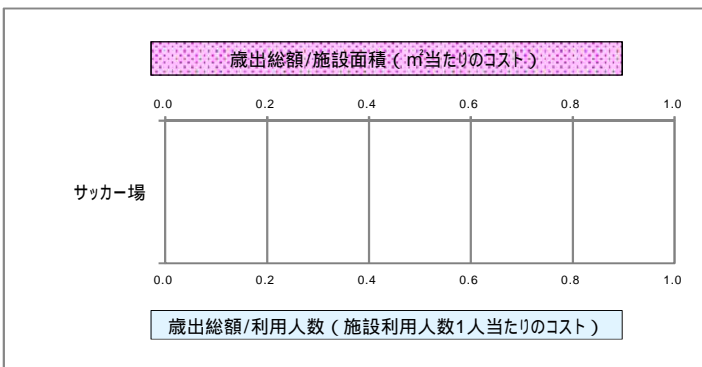 歳出総額/施設面積（㎡当たりのコスト）
0.0 0.2 0.4 0.6 0.8 1.0
サッカー場
0.0 0.2 0.4 0.6 0.8 1.0
歳出総額/利用人数（施設利用人数1人当たりのコスト）